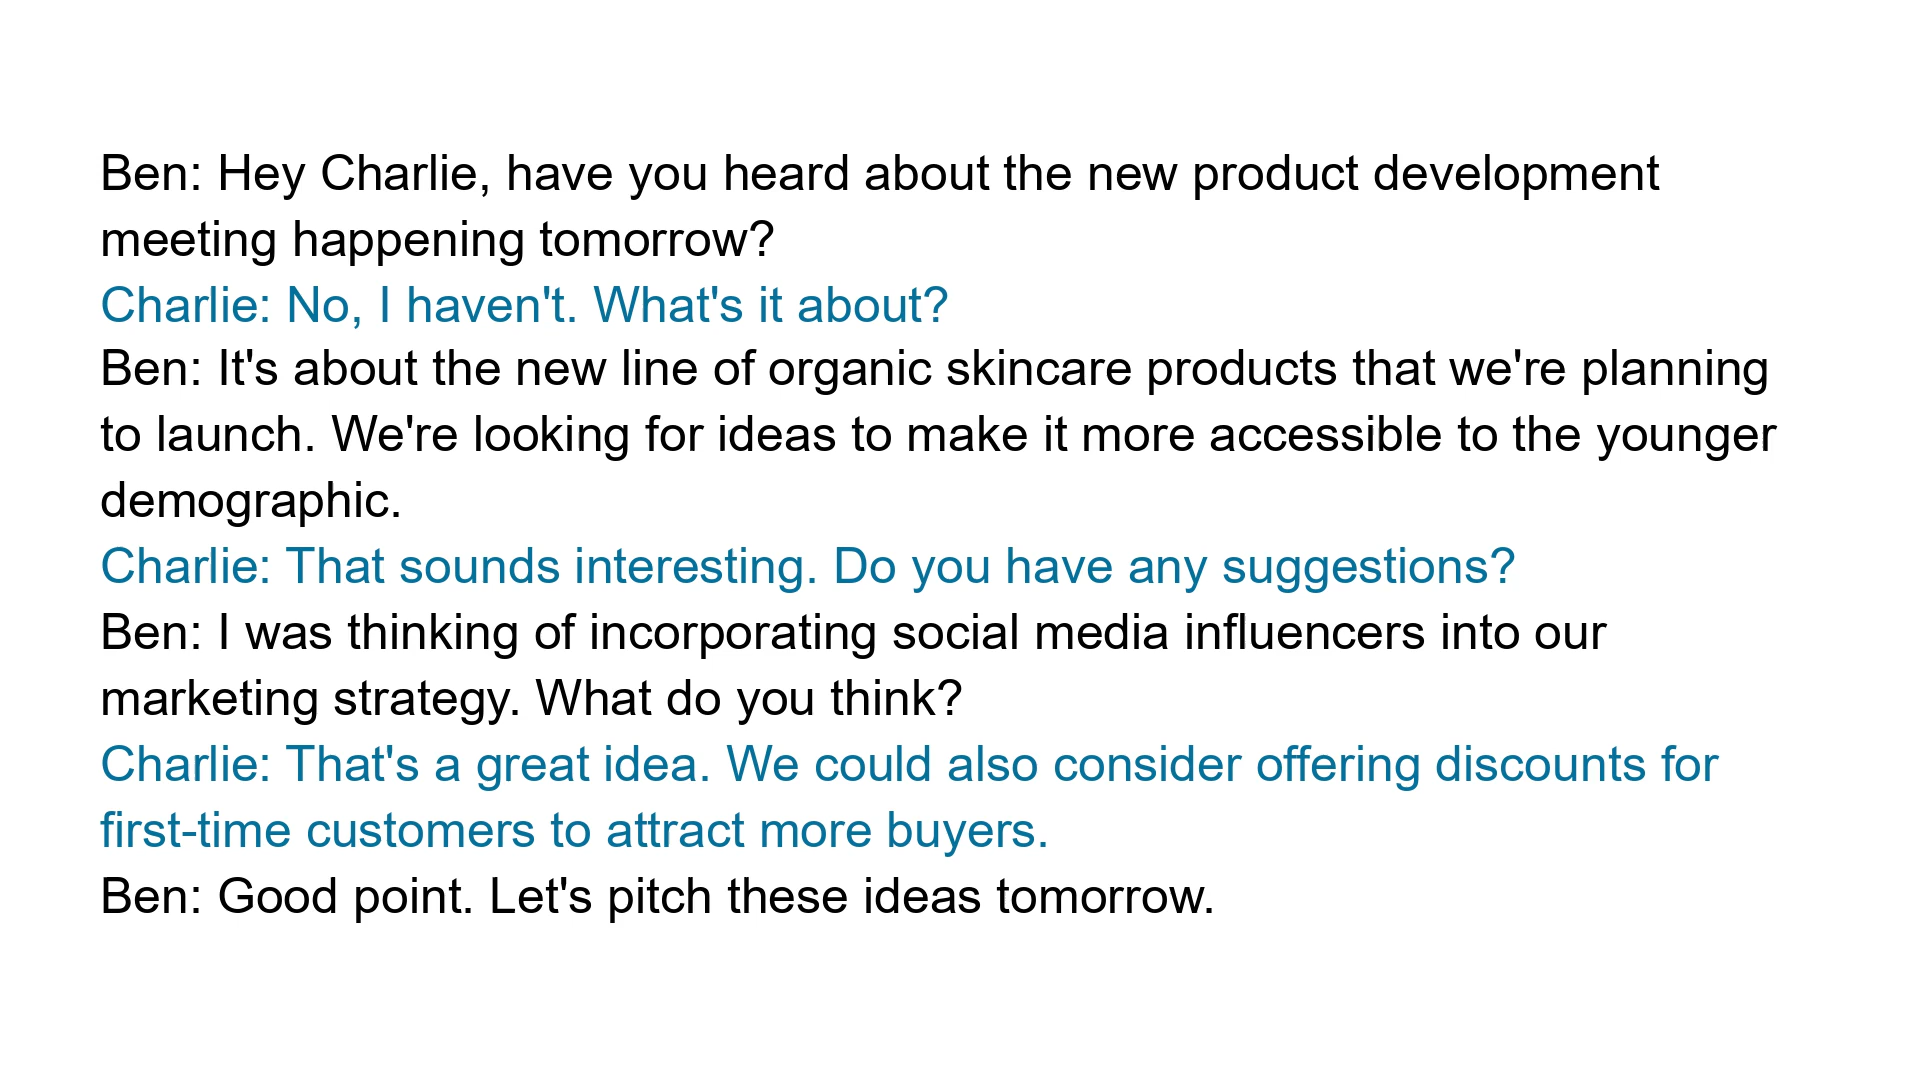 Ben: Hey Charlie, have you heard about the new product development
meeting happening tomorrow?
Charlie: No, I haven't. What's it about?
Ben: It's about the new line of organic skincare products that we're planning
to launch. We're looking for ideas to make it more accessible to the younger
demographic.
Charlie: That sounds interesting. Do you have any suggestions?
Ben: I was thinking of incorporating social media influencers into our
marketing strategy. What do you think?
Charlie: That's a great idea. We could also consider offering discounts for
first-time customers to attract more buyers.
Ben: Good point. Let's pitch these ideas tomorrow.